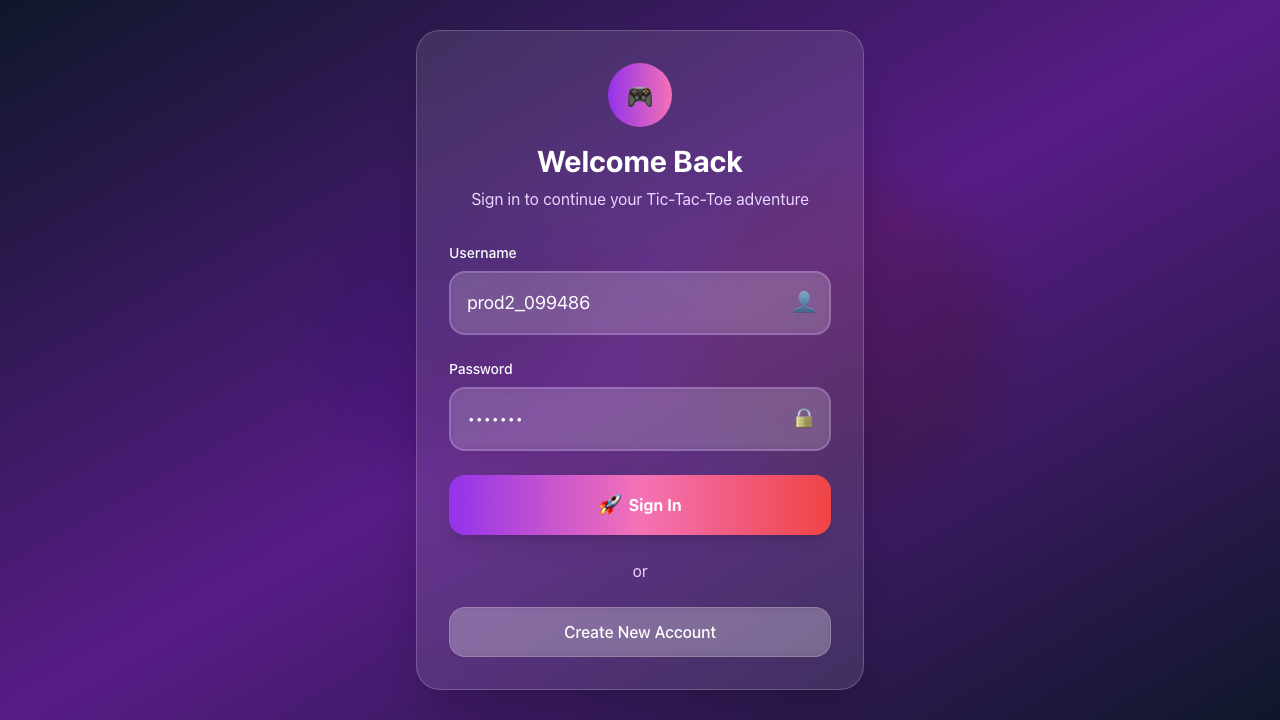 Welcome Back
Sign in to continue your Tic-Tac-Toe adventure
Username
prod2_099486
Password
•••••••
🚀 Sign In
or
Create New Account